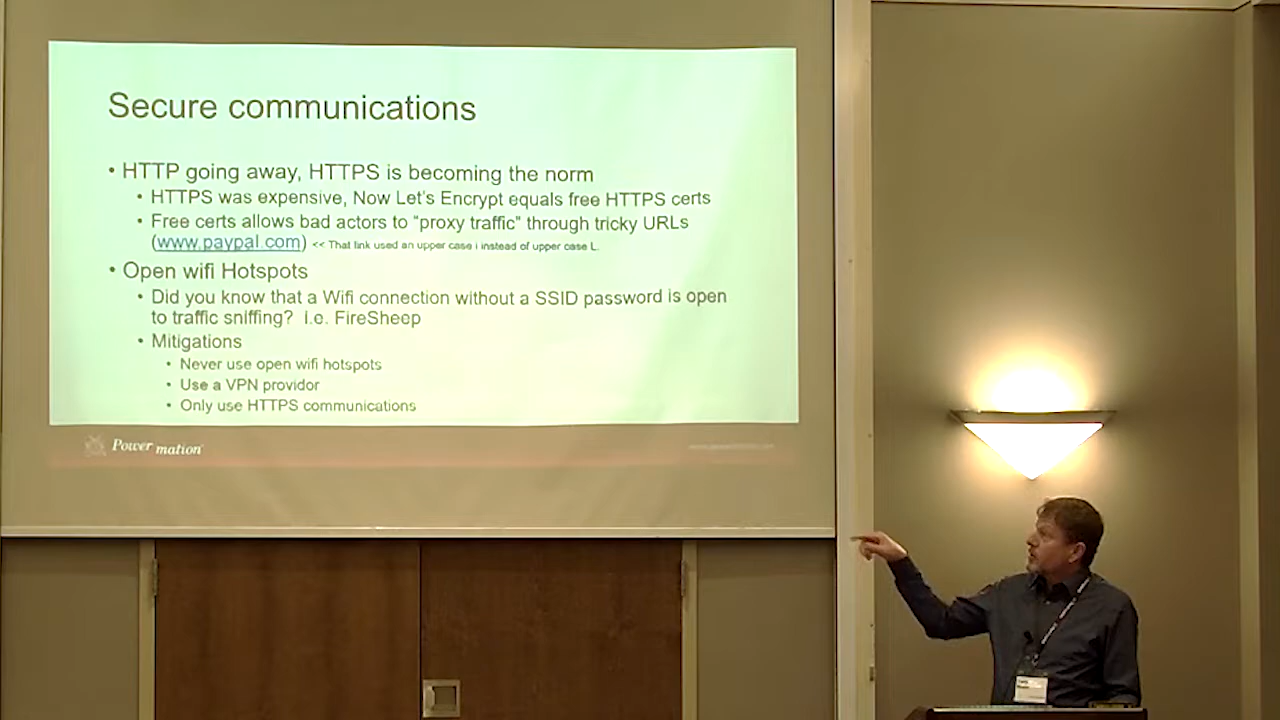 Secure communications
• HTTP going away, HTTPS is becoming the norm
• HTTPS was expensive, Now Let's Encrypt equals free HTTPS certs
• Free certs allows bad actors to "proxy traffic" through tricky URLs
(www.paypal.com) << That link used an upper case i instead of upper case L.
• Open wifi Hotspots
• Did you know that a Wifi connection without a SSID password is open
to traffic sniffing? i.e. FireSheep
• Mitigations
• Never use open wifi hotspots
• Use a VPN providor
• Only use HTTPS communications
Power mation